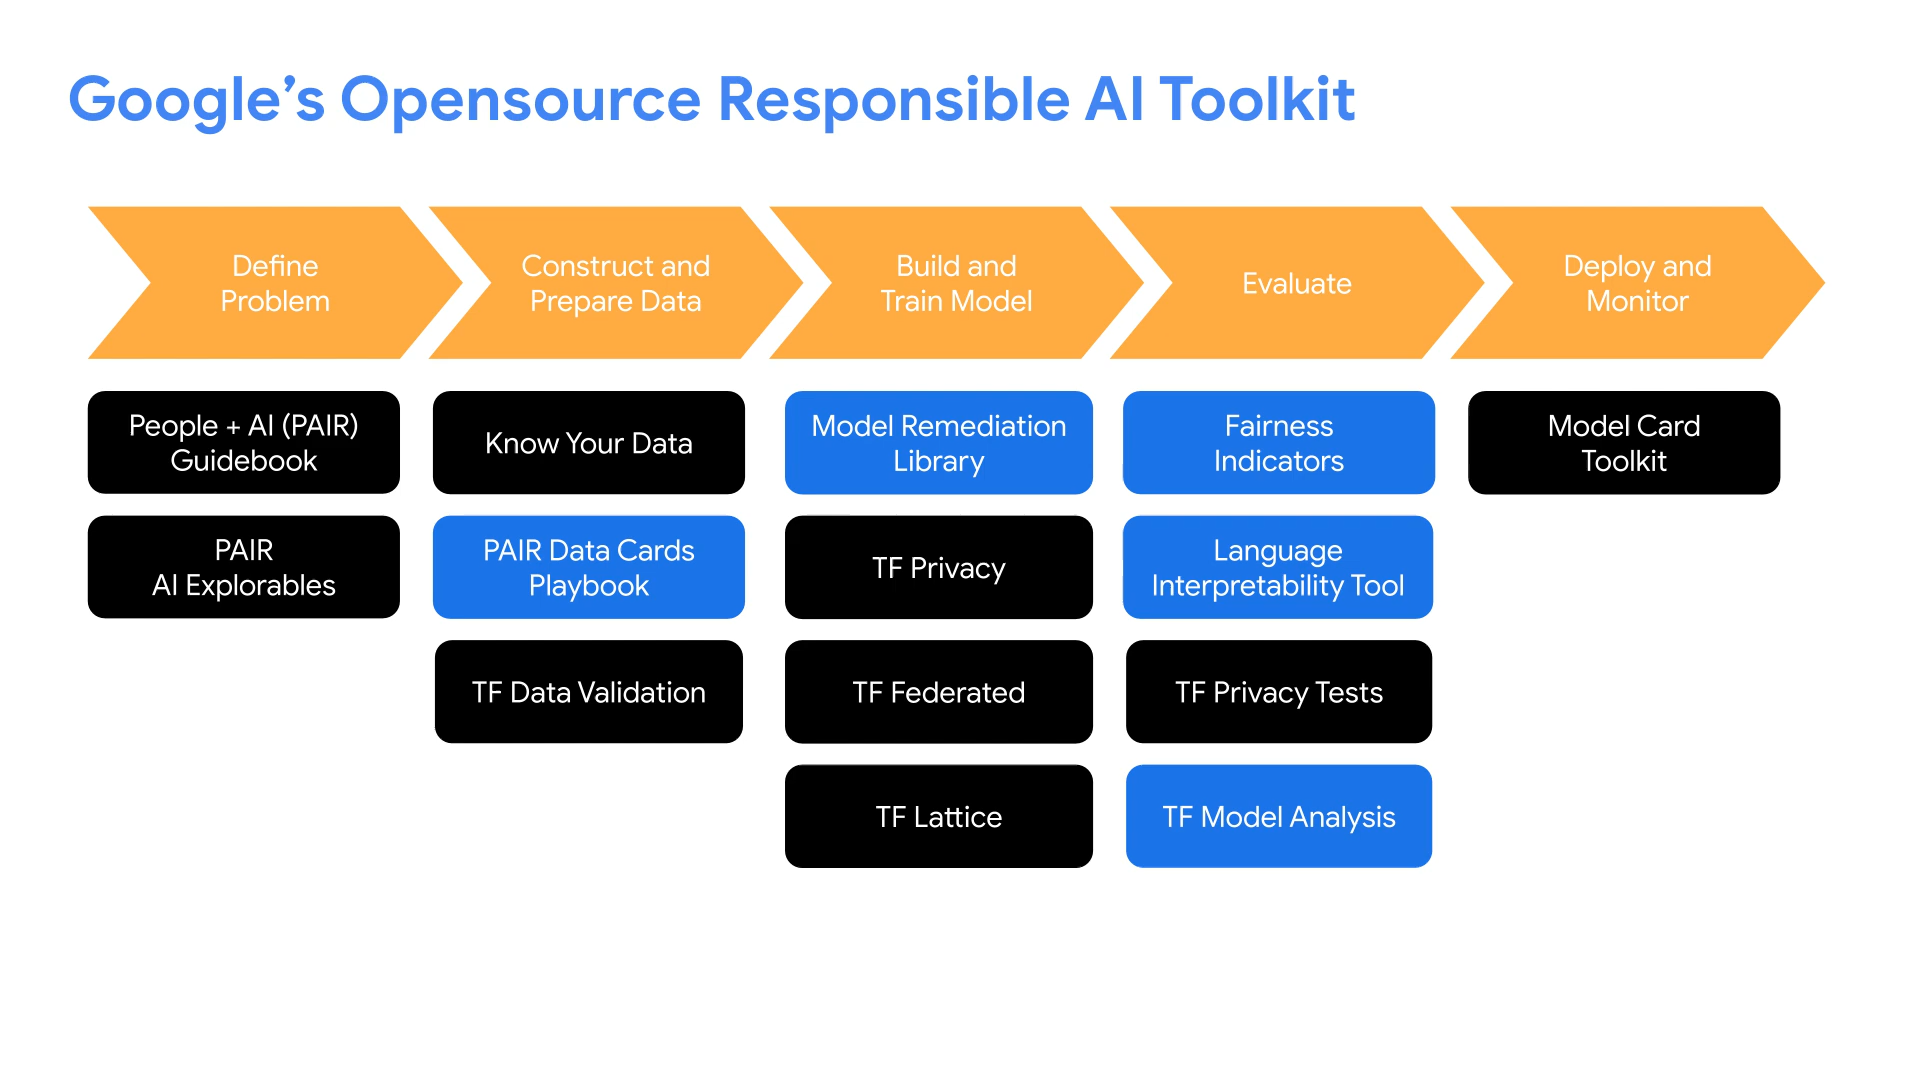 Google’s Opensource Responsible AI Toolkit
Define
Problem
Construct and
Prepare Data
Build and
Train Model
Evaluate
Deploy and
Monitor
People + AI (PAIR)
Guidebook
Know Your Data
Model Remediation
Library
Fairness
Indicators
Model Card
Toolkit
PAIR
AI Explorables
PAIR Data Cards
Playbook
TF Privacy
Language
Interpretability Tool
TF Data Validation
TF Federated
TF Privacy Tests
TF Lattice
TF Model Analysis